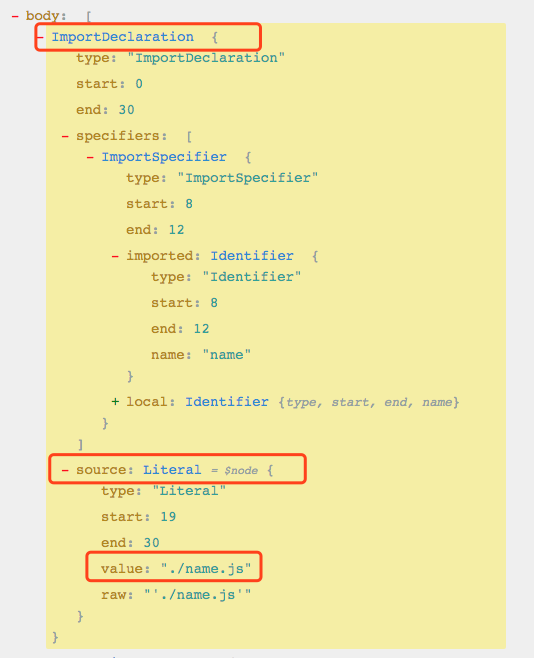 - body: [
- ImportDeclaration {
type: "ImportDeclaration"
start: 0
end: 30
- specifiers: [
- ImportSpecifier {
type: "ImportSpecifier"
start: 8
end: 12
- imported: Identifier {
type: "Identifier"
start: 8
end: 12
name: "name"
}
+ local: Identifier {type, start, end, name}
}
]
- source: Literal = $node {
type: "Literal"
start: 19
end: 30
value: "./name.js"
raw: "'./name.js'"
}
}